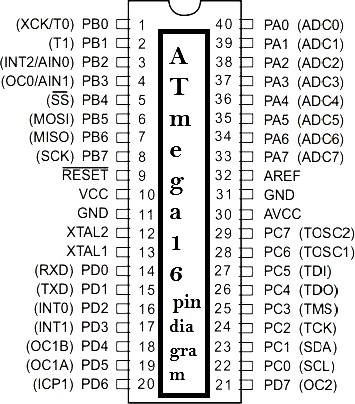 (XCK/T0) PB0 1 40 PA0 (ADC0)
(T1) PB1 2 39 PA1 (ADC1)
(INT2/AIN0) PB2 3 38 PA2 (ADC2)
(OC0/AIN1) PB3 4 37 PA3 (ADC3)
(SS) PB4 5 36 PA4 (ADC4)
(MOSI) PB5 6 35 PA5 (ADC5)
(MISO) PB6 7 34 PA6 (ADC6)
(SCK) PB7 8 33 PA7 (ADC7)
RESET 9 32 AREF
VCC 10 31 GND
GND 11 30 AVCC
XTAL2 12 29 PC7 (TOSC2)
XTAL1 13 28 PC6 (TOSC1)
(RXD) PD0 14 27 PC5 (TDI)
(TXD) PD1 15 26 PC4 (TDO)
(INT0) PD2 16 25 PC3 (TMS)
(INT1) PD3 17 24 PC2 (TCK)
(OC1B) PD4 18 23 PC1 (SDA)
(OC1A) PD5 19 22 PC0 (SCL)
(ICP1) PD6 20 21 PD7 (OC2)
A
T
m
e
g
a
1
6
pin
dia
gra
m